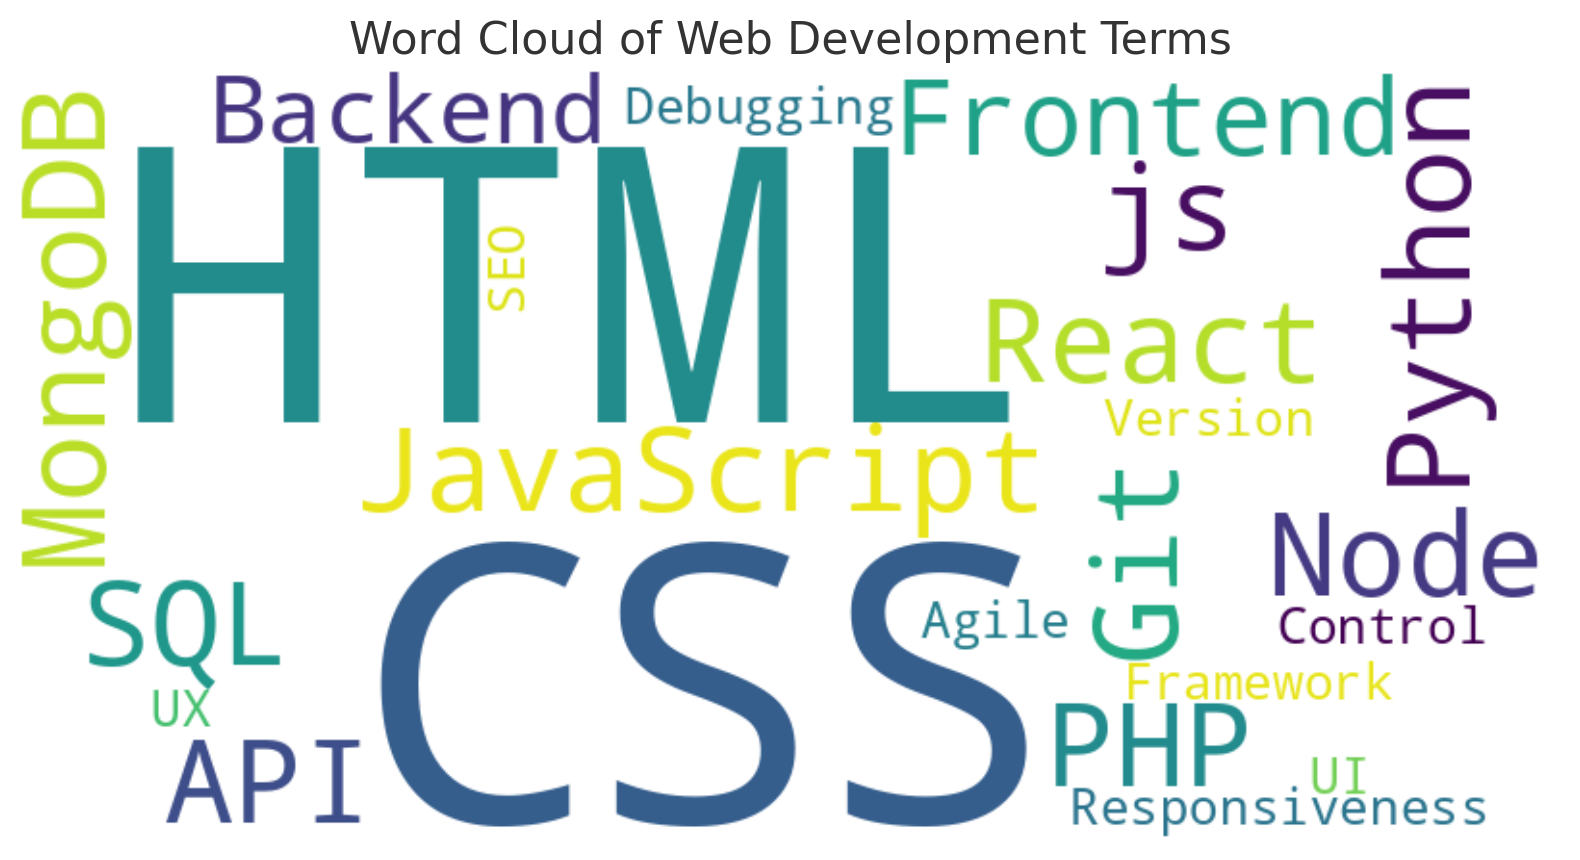 Word Cloud of Web Development Terms
Backend
Debugging
Frontend
MongoDB
HTML
SEO
js
Python
React
Version
JavaScript
Git
Node
CSS
SQL
Agile
Control
UX
Framework
API
PHP
UI
Responsiveness